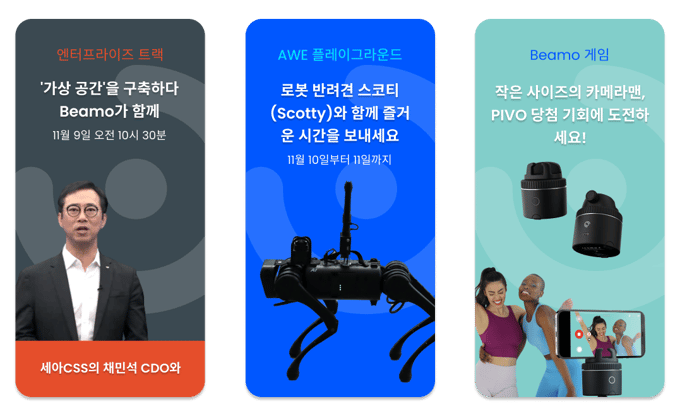 엔터프라이즈 트랙
'가상 공간'을 구축하다
Beamo가 함께
11월 9일 오전 10시 30분
세아CSS의 채민석 CDO와
AWE 플레이그라운드
로봇 반려견 스코티
(Scotty)와 함께 즐거
운 시간을 보내세요
11월 10일부터 11일까지
Beamo 게임
작은 사이즈의 카메라맨,
PIVO 당첨 기회에 도전하
세요!